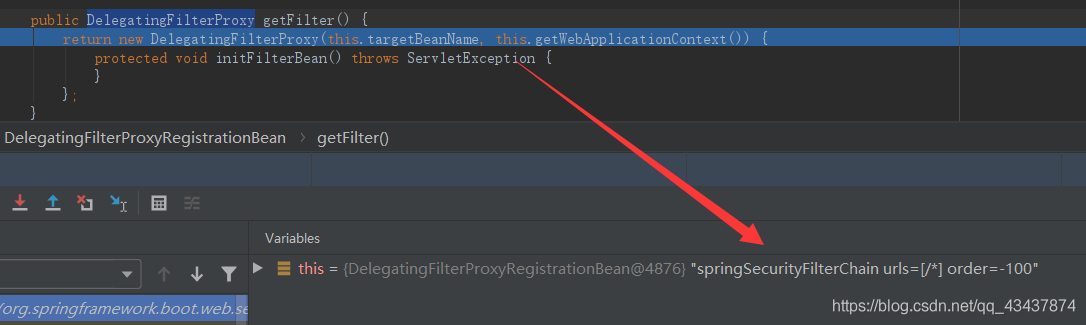 public DelegatingFilterProxy getFilter() {
return new DelegatingFilterProxy(this.targetBeanName, this.getWebApplicationContext()) {
protected void initFilterBean() throws ServletException {
}
};
}
DelegatingFilterProxyRegistrationBean › getFilter()
Variables
this = {DelegatingFilterProxyRegistrationBean@4876} "springSecurityFilterChain urls=[/*] order=-100"
/org.springframework.boot.web.se
https://blog.csdn.net/qq_43437874